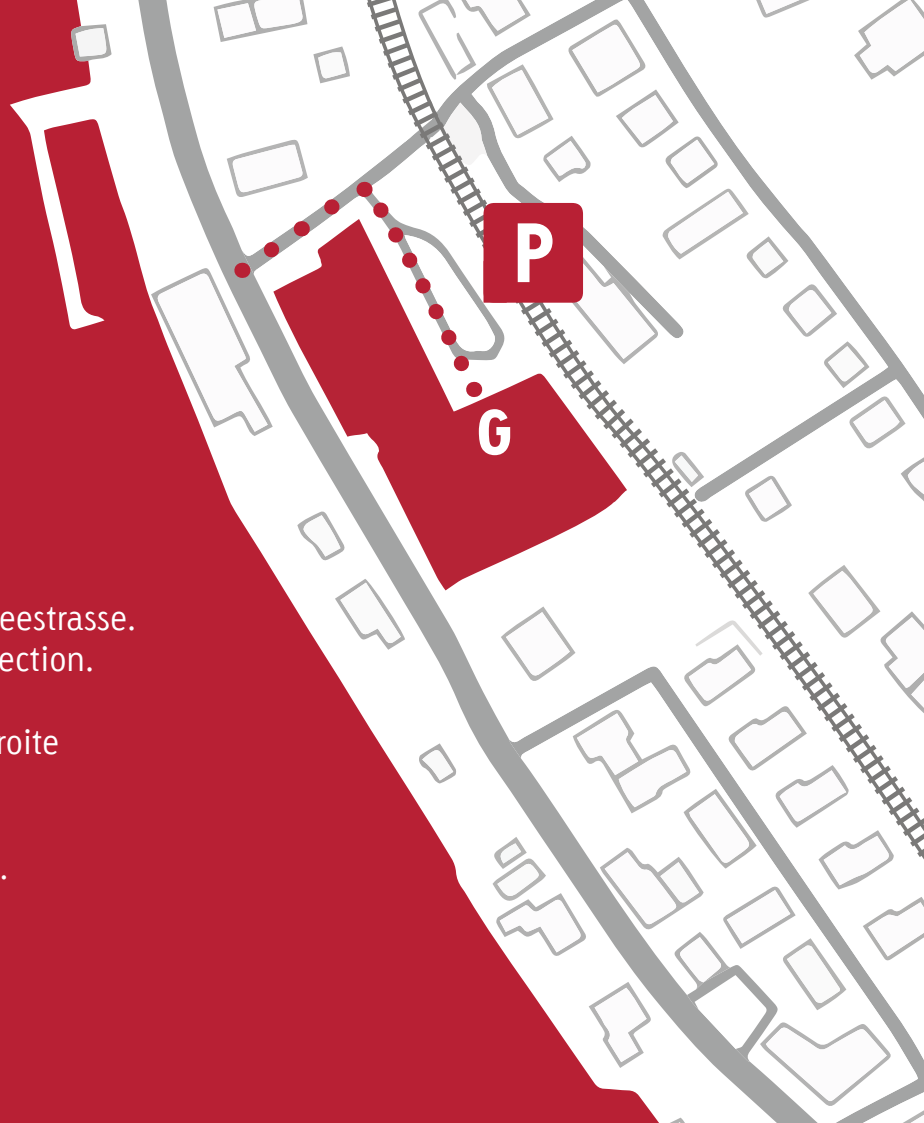 P
G
eestrasse.
ection.
roite
.